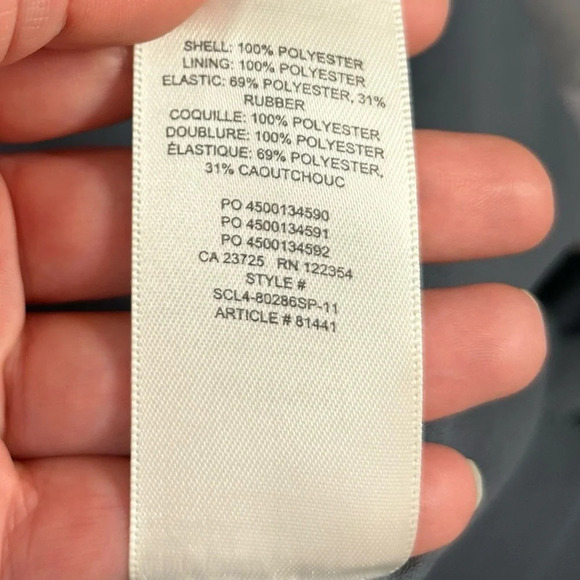 SHELL: 100% POLYESTER
LINING: 100% POLYESTER
ELASTIC: 69% POLYESTER, 31%
RUBBER
COQUILLE: 100% POLYESTER
DOUBLURE: 100% POLYESTER
ÉLASTIQUE: 69% POLYESTER,
31% CAOUTCHOUC
PO 4500134590
PO 4500134591
PO 4500134592
CA 23725 RN 122354
STYLE #
SCL4-80286SP-11
ARTICLE # 81441